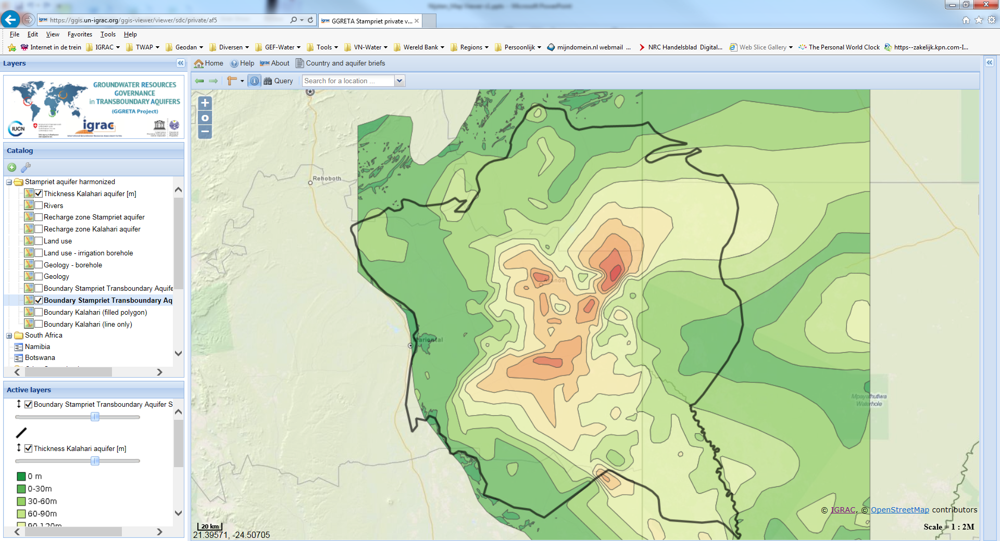 https://ggis.un-igrac.org/ggis-viewer/viewer/sdc/private/af5
GGRETA Stampriet private v...
File Edit View Favorites Tools Help
Internet in de trein IGRAC TWAP Geodan Diversen GEF-Water Tools VN-Water Wereld Bank Regions Persoonlijk mijndomein.nl webmail ... NRC Handelsblad Digital... Web Slice Gallery The Personal World Clock https--zakelijk.kpn.com-I...
Layers
Home Help igrac About Country and aquifer briefs
Query Search for a location ...
GROUNDWATER RESOURCES
GOVERNANCE
in TRANSBOUNDARY AQUIFERS
(GGRETA Project)
IUCN
igrac
Catalog
Stampriet aquifer harmonized
Thickness Kalahari aquifer [m]
Rivers
Recharge zone Stampriet aquifer
Recharge zone Kalahari aquifer
Land use
Land use - irrigation borehole
Geology - borehole
Geology
Boundary Stampriet Transboundary Aquife
Boundary Stampriet Transboundary Aq
Boundary Kalahari (filled polygon)
Boundary Kalahari (line only)
South Africa
Namibia
Botswana
Active layers
Boundary Stampriet Transboundary Aquifer S
Thickness Kalahari aquifer [m]
0 m
0-30m
30-60m
60-90m
90-120m
Rehoboth
Aranos
Mariental
Mpayathutlwa
Waterhole
© IGRAC, © OpenStreetMap contributors
Scale = 1 : 2M
20 km
21.39571, -24.50705